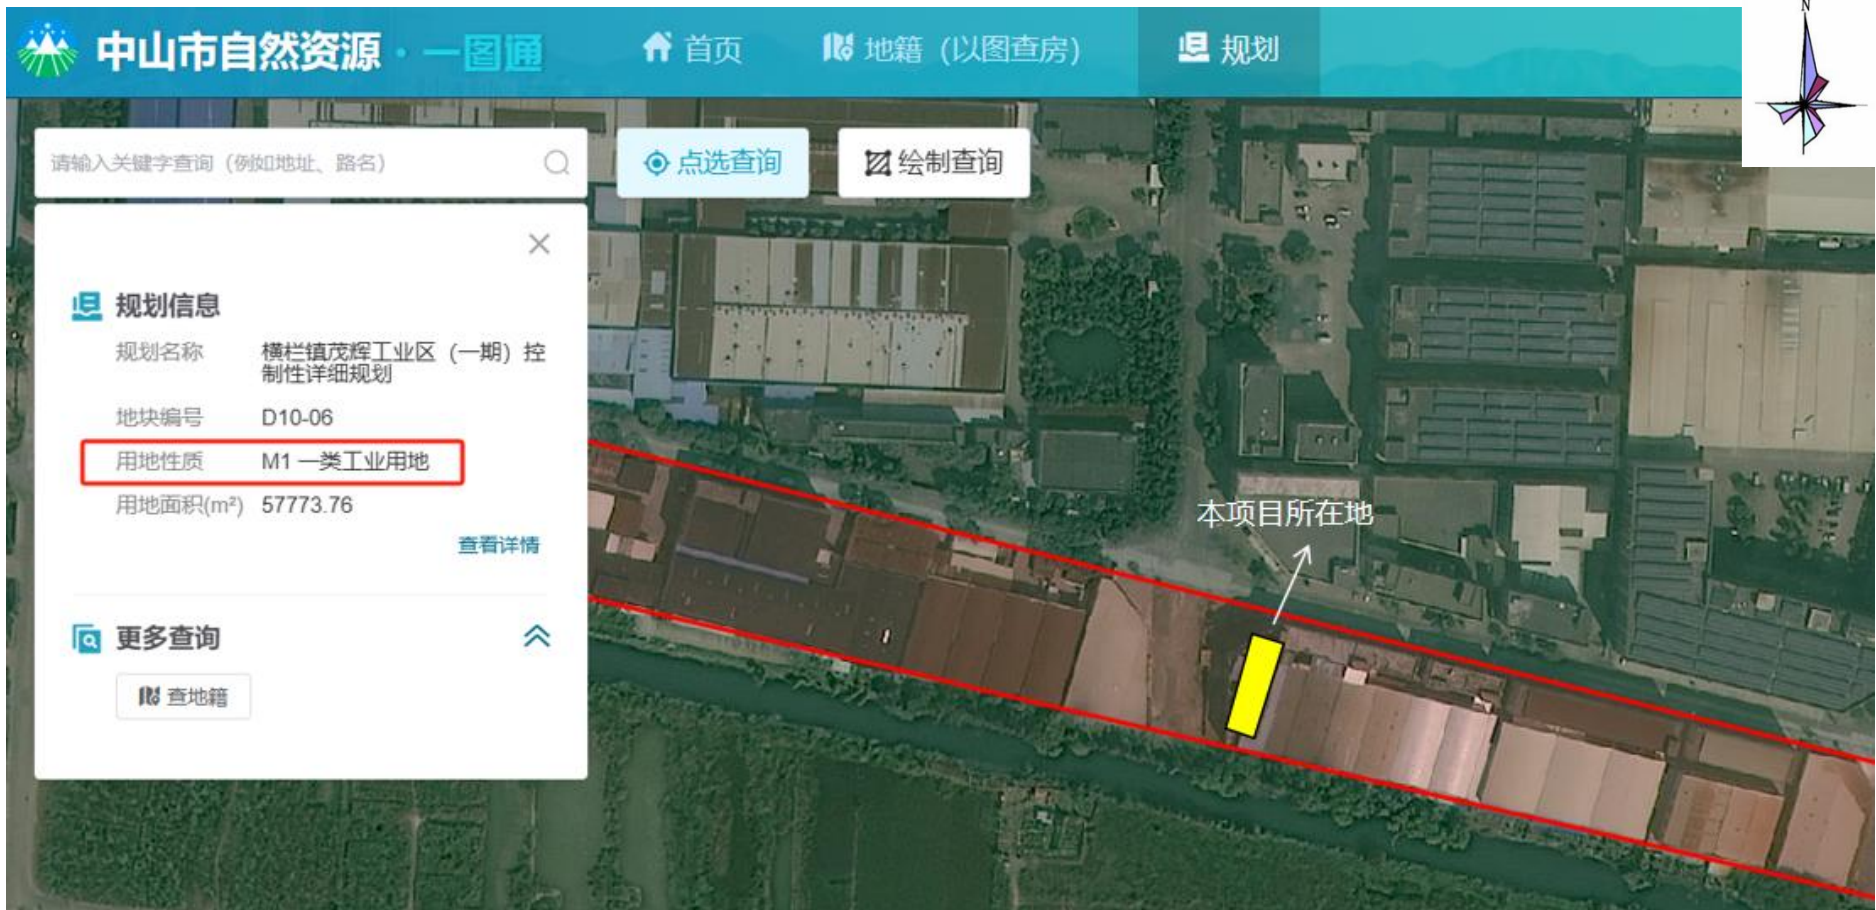 中山市自然资源·一图通
首页
地籍（以图查房）
规划
N
请输入关键字查询（例如地址、路名）
点选查询
绘制查询
规划信息
规划名称 横栏镇茂辉工业区（一期）控
制性详细规划
地块编号 D10-06
用地性质 M1 一类工业用地
用地面积(m²) 57773.76
查看详情
更多查询
查地籍
本项目所在地